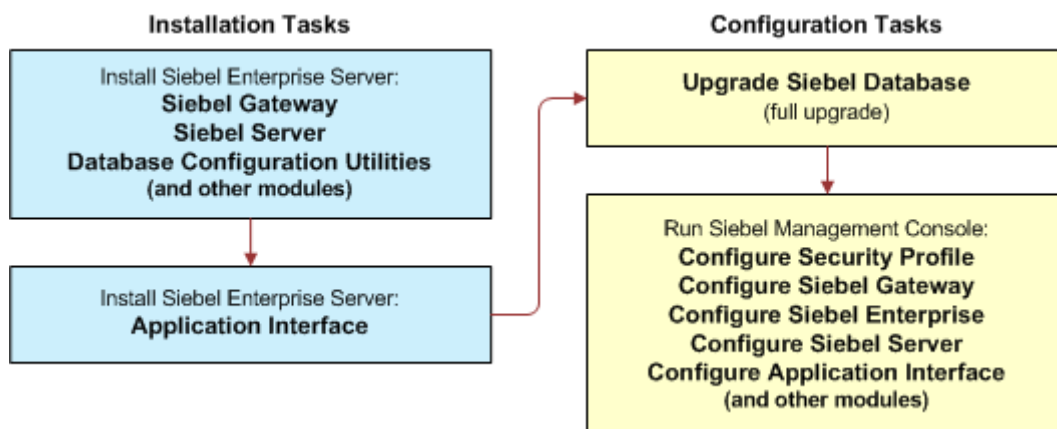 Installation Tasks
Install Siebel Enterprise Server:
Siebel Gateway
Siebel Server
Database Configuration Utilities
(and other modules)
Install Siebel Enterprise Server:
Application Interface
Configuration Tasks
Upgrade Siebel Database
(full upgrade)
Run Siebel Management Console:
Configure Security Profile
Configure Siebel Gateway
Configure Siebel Enterprise
Configure Siebel Server
Configure Application Interface
(and other modules)